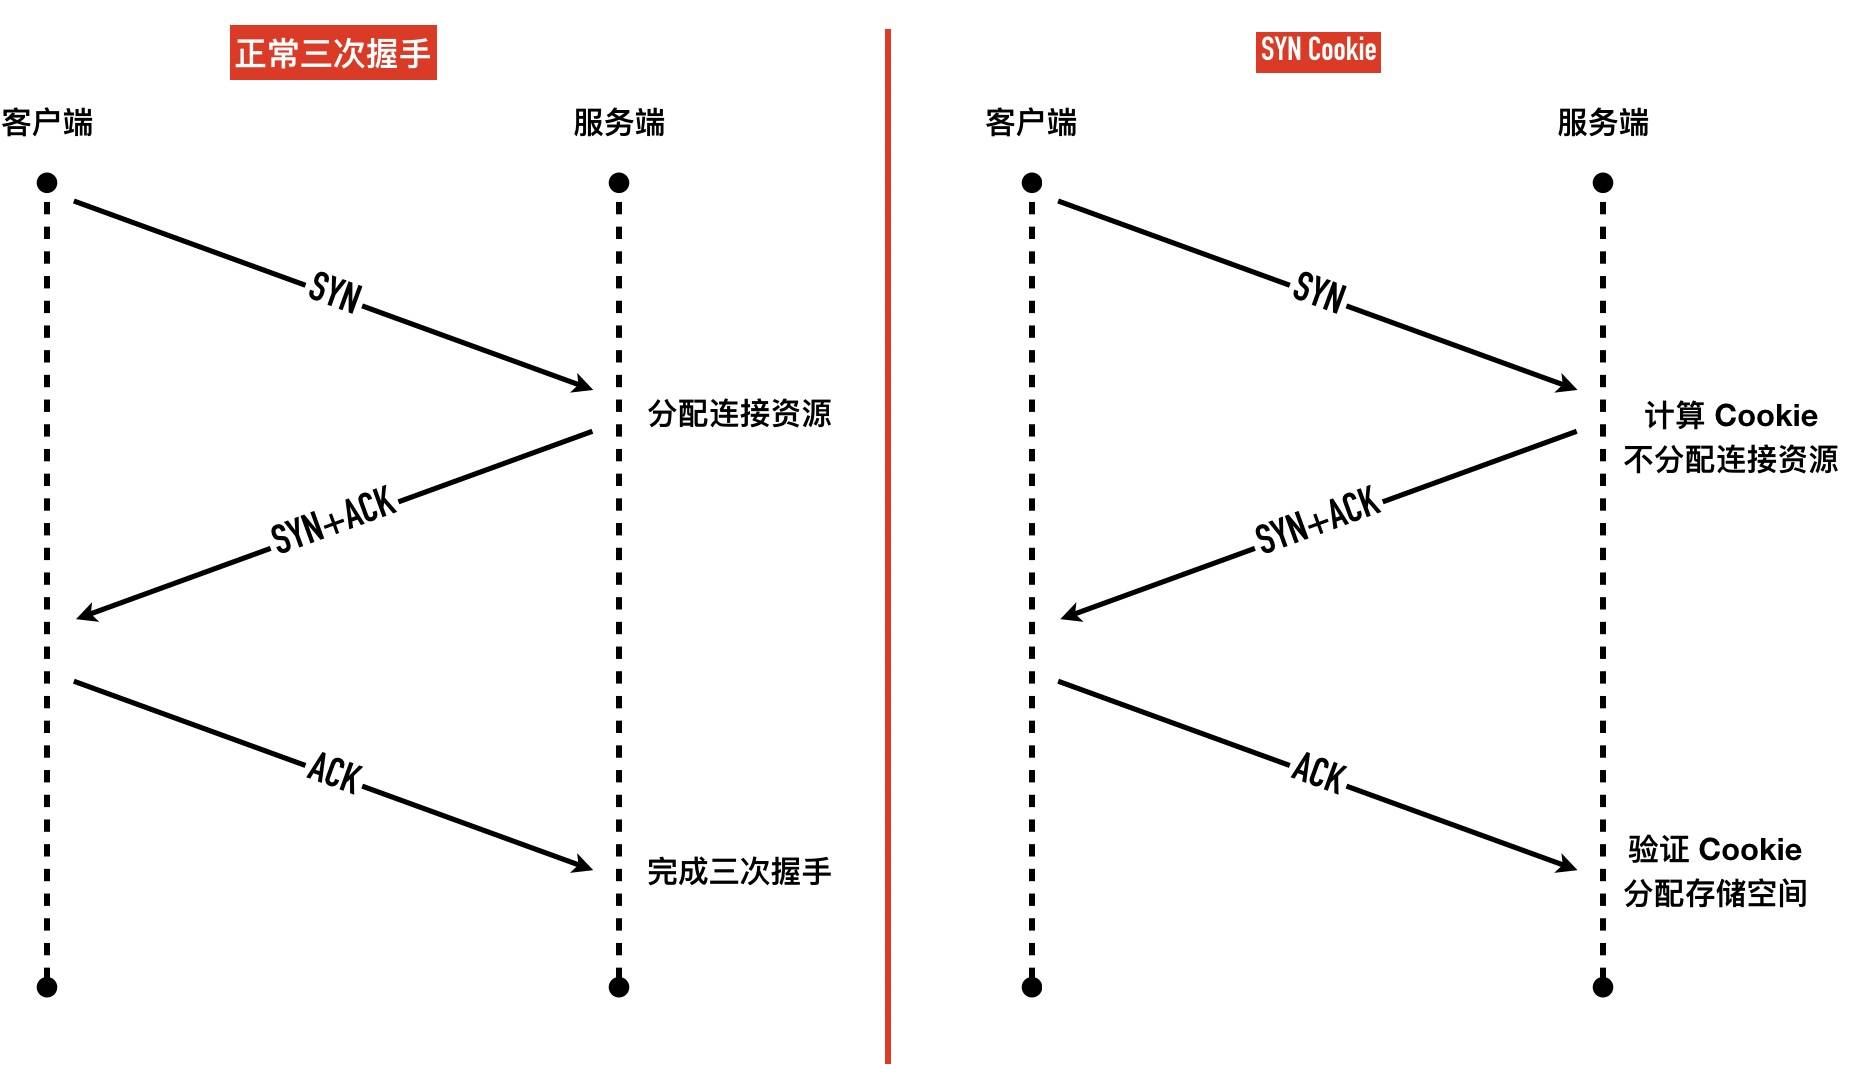 正常三次握手
客户端
服务端
SYN
分配连接资源
SYN+ACK
ACK
完成三次握手
SYN Cookie
客户端
服务端
SYN
计算 Cookie
不分配连接资源
SYN+ACK
ACK
验证 Cookie
分配存储空间